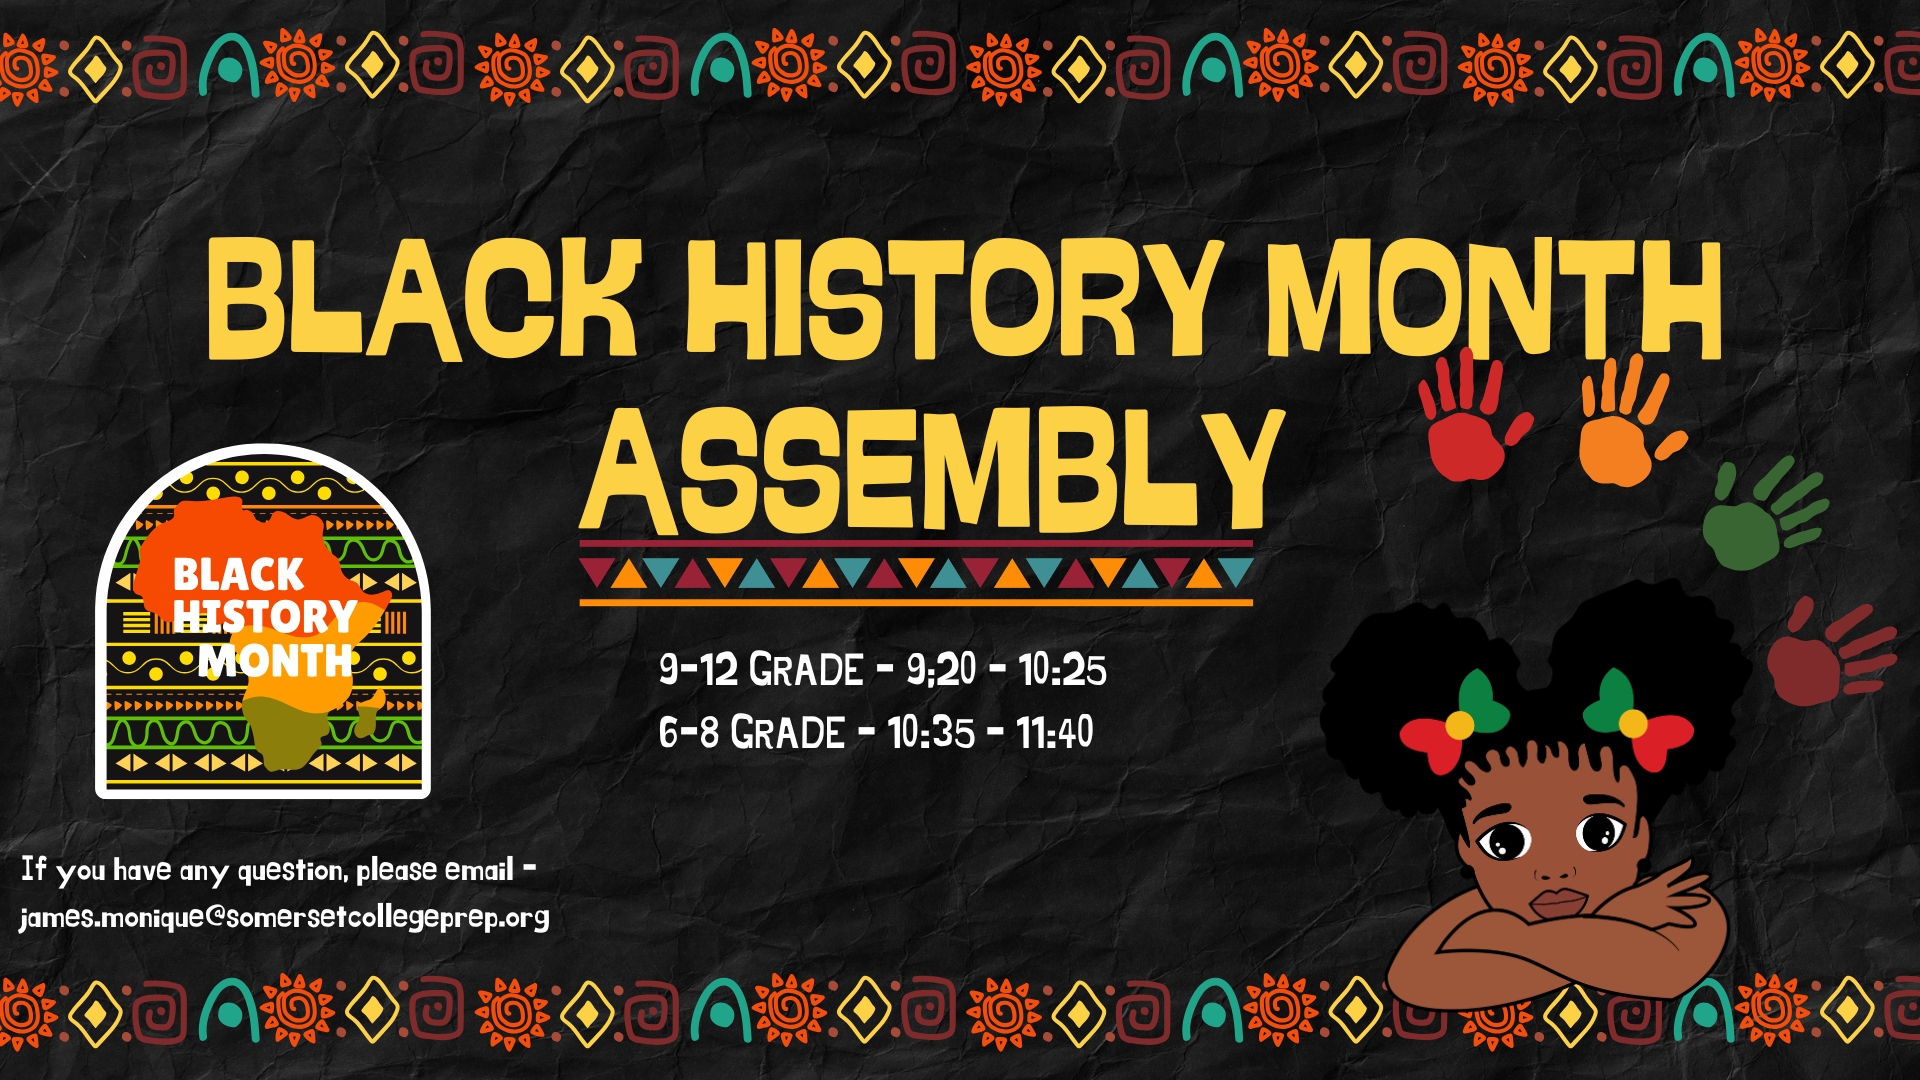 BLACK HISTORY MONTH
ASSEMBLY
BLACK
HISTORY
MONTH
9-12 GRADE - 9;20 - 10:25
6-8 GRADE - 10:35 - 11:40
If you have any question, please email -
james.monique@somersetcollegeprep.org